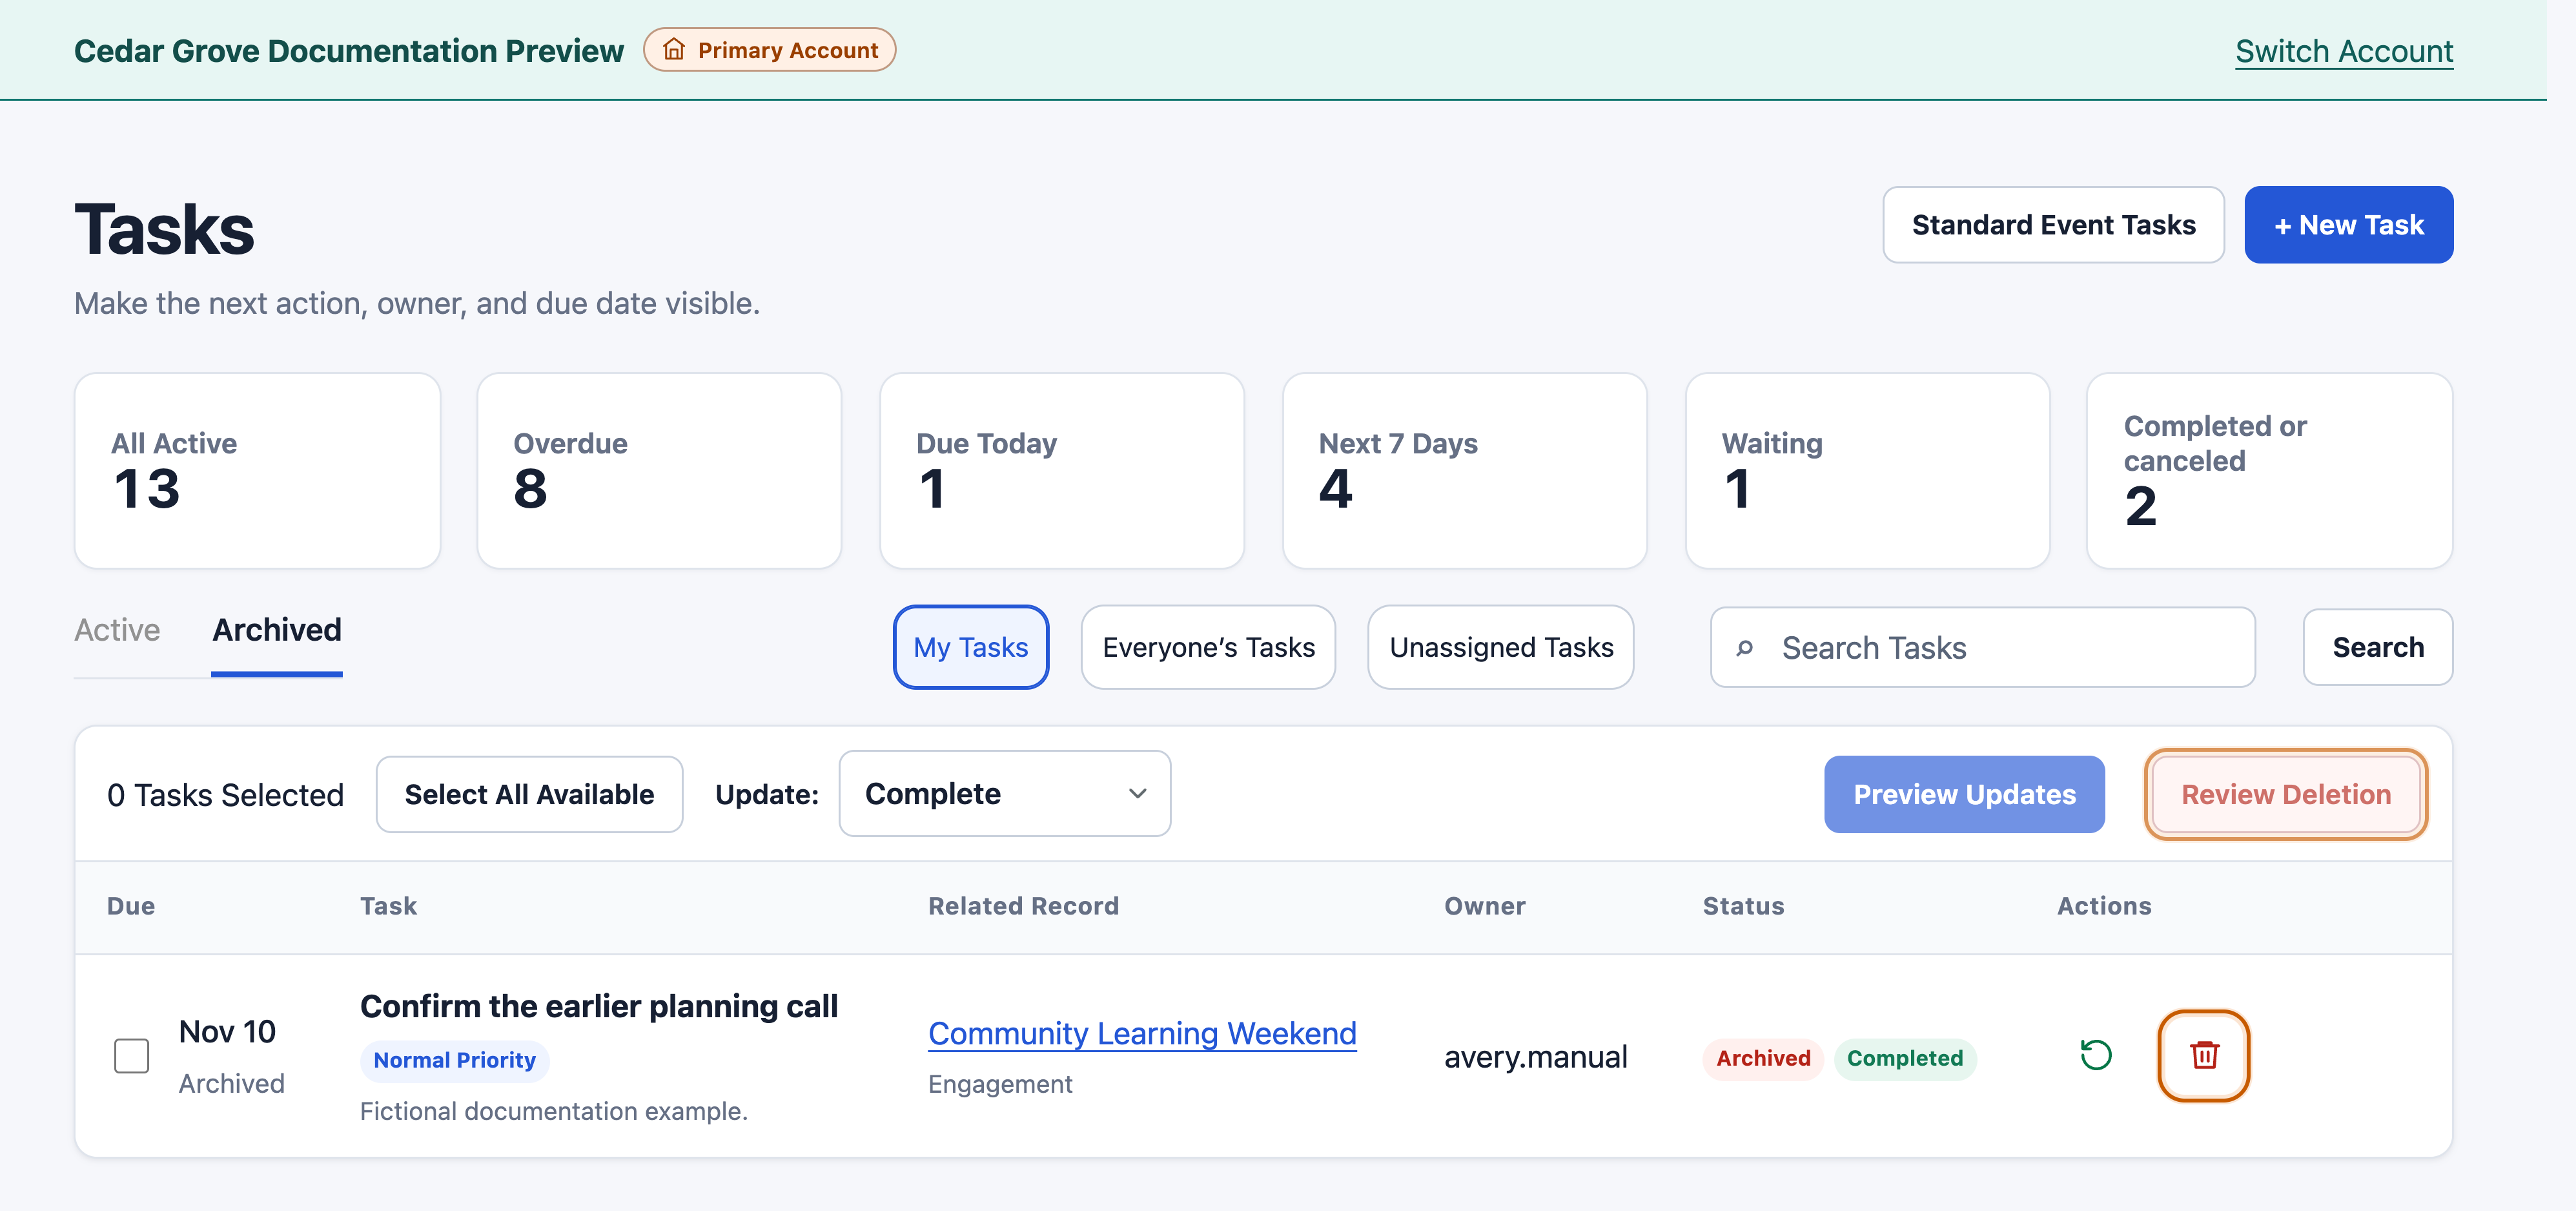 Cedar Grove Documentation Preview
Primary Account
Switch Account
Tasks
Standard Event Tasks
+ New Task
Make the next action, owner, and due date visible.
All Active
13
Overdue
8
Due Today
1
Next 7 Days
4
Waiting
1
Completed or
canceled
2
Active
Archived
My Tasks
Everyone’s Tasks
Unassigned Tasks
Search Tasks
Search
0 Tasks Selected
Select All Available
Update:
Complete
Preview Updates
Review Deletion
Due
Task
Related Record
Owner
Status
Actions
Nov 10
Archived
Confirm the earlier planning call
Normal Priority
Fictional documentation example.
Community Learning Weekend
Engagement
avery.manual
Archived
Completed